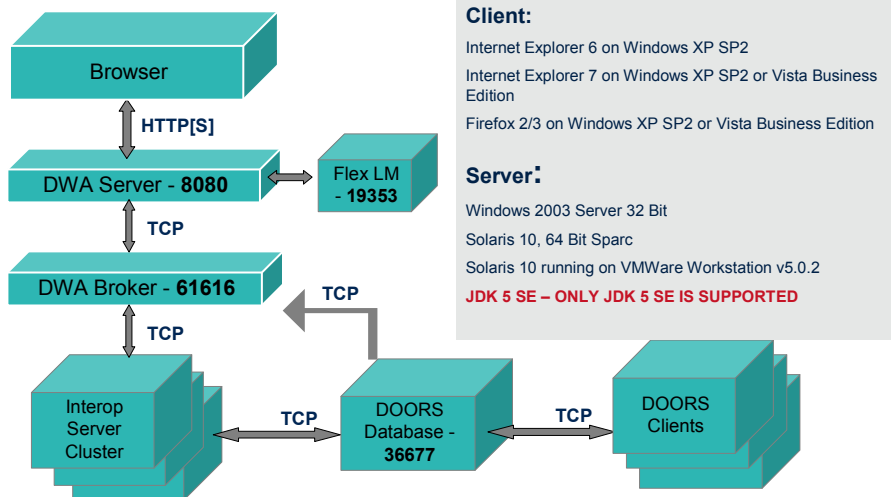 Browser
HTTP[S]
DWA Server - 8080
Flex LM
- 19353
TCP
DWA Broker - 61616
TCP
TCP
Interop
Server
Cluster
TCP
DOORS
Database -
36677
TCP
DOORS
Clients
Client:
Internet Explorer 6 on Windows XP SP2
Internet Explorer 7 on Windows XP SP2 or Vista Business
Edition
Firefox 2/3 on Windows XP SP2 or Vista Business Edition
Server:
Windows 2003 Server 32 Bit
Solaris 10, 64 Bit Sparc
Solaris 10 running on VMWare Workstation v5.0.2
JDK 5 SE – ONLY JDK 5 SE IS SUPPORTED